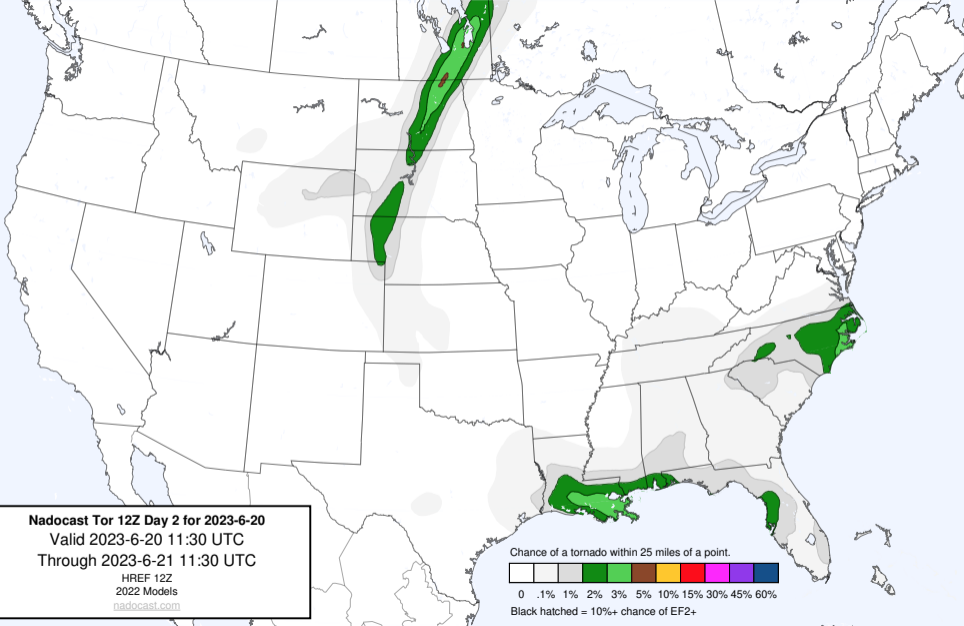 Nadocast Tor 12Z Day 2 for 2023-6-20
Valid 2023-6-20 11:30 UTC
Through 2023-6-21 11:30 UTC
HREF 12Z
2022 Models
nadocast.com
Chance of a tornado within 25 miles of a point.
0 .1% 1% 2% 3% 5% 10% 15% 30% 45% 60%
Black hatched = 10%+ chance of EF2+